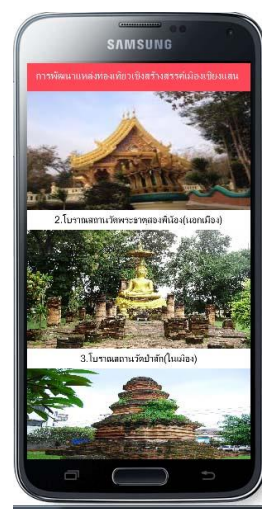 SAMSUNG
การพัฒนาแหล่งท่องเที่ยวเชิงสร้างสรรค์เมืองเชียงแสน
2.โบราณสถานวัดพระธาตุสองพี่น้อง(นอกเมือง)
3.โบราณสถานวัดป่าสัก(ในเมือง)